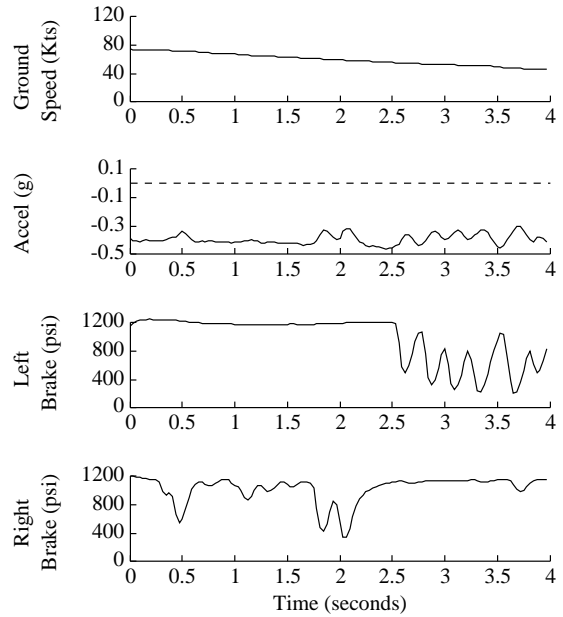 120
80
40
0
Ground
Speed (Kts)
0 0.5 1 1.5 2 2.5 3 3.5 4
0.1
-0.1
-0.3
-0.5
Accel (g)
0 0.5 1 1.5 2 2.5 3 3.5 4
1200
800
400
0
Left
Brake (psi)
0 0.5 1 1.5 2 2.5 3 3.5 4
1200
800
400
0
Right
Brake (psi)
0 0.5 1 1.5 2 2.5 3 3.5 4
Time (seconds)